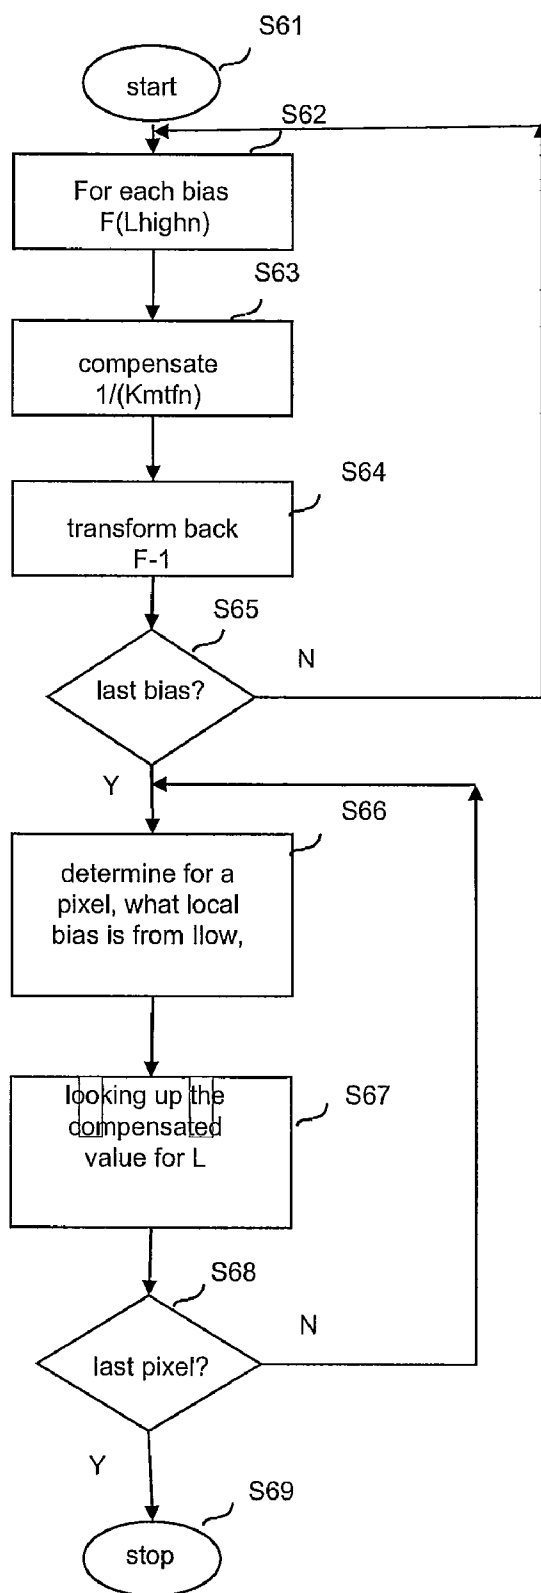 S61
start
S62
For each bias
F(Lhighn)
S63
compensate
1/(Kmtfn)
S64
transform back
F-1
S65
last bias?
N
Y
S66
determine for a
pixel, what local
bias is from llow,
S67
looking up the
compensated
value for L
S68
last pixel?
N
Y
S69
stop